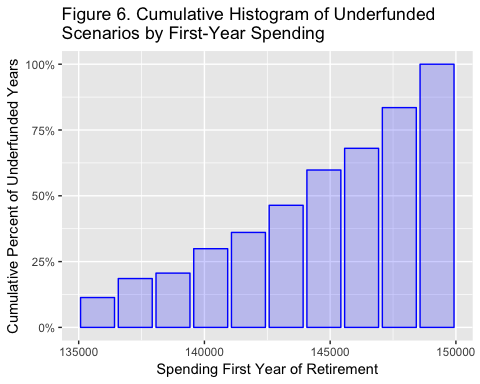 Figure 6. Cumulative Histogram of Underfunded
Scenarios by First-Year Spending
Cumulative Percent of Underfunded Years
100%
75%
50%
25%
0%
135000
140000
145000
150000
Spending First Year of Retirement